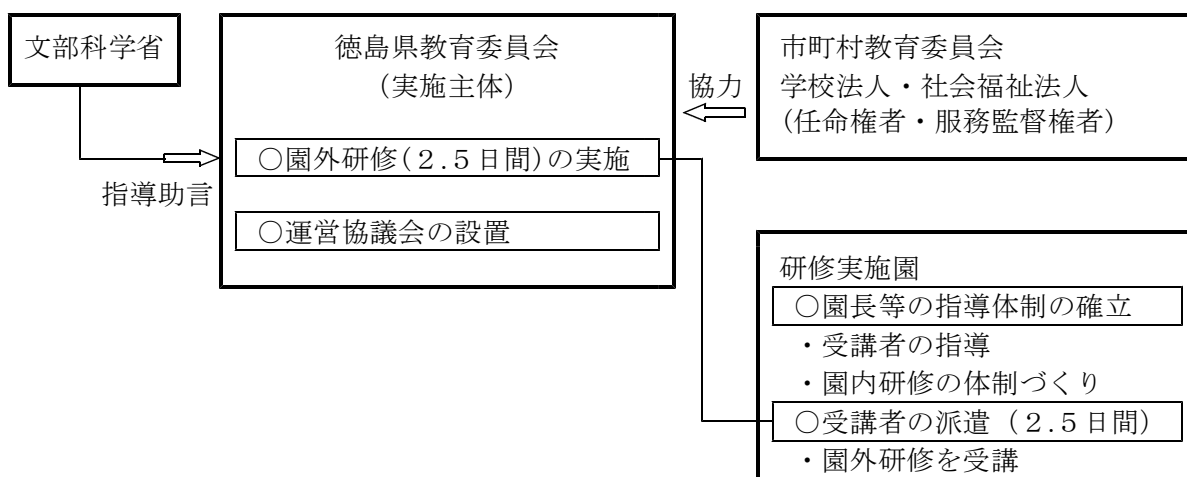 文部科学省
指導助言
徳島県教育委員会
(実施主体)
○園外研修(2.5日間)の実施
○運営協議会の設置
協力
市町村教育委員会
学校法人・社会福祉法人
(任命権者・服務監督権者)
研修実施園
○園長等の指導体制の確立
・受講者の指導
・園内研修の体制づくり
○受講者の派遣(2.5日間)
・園外研修を受講